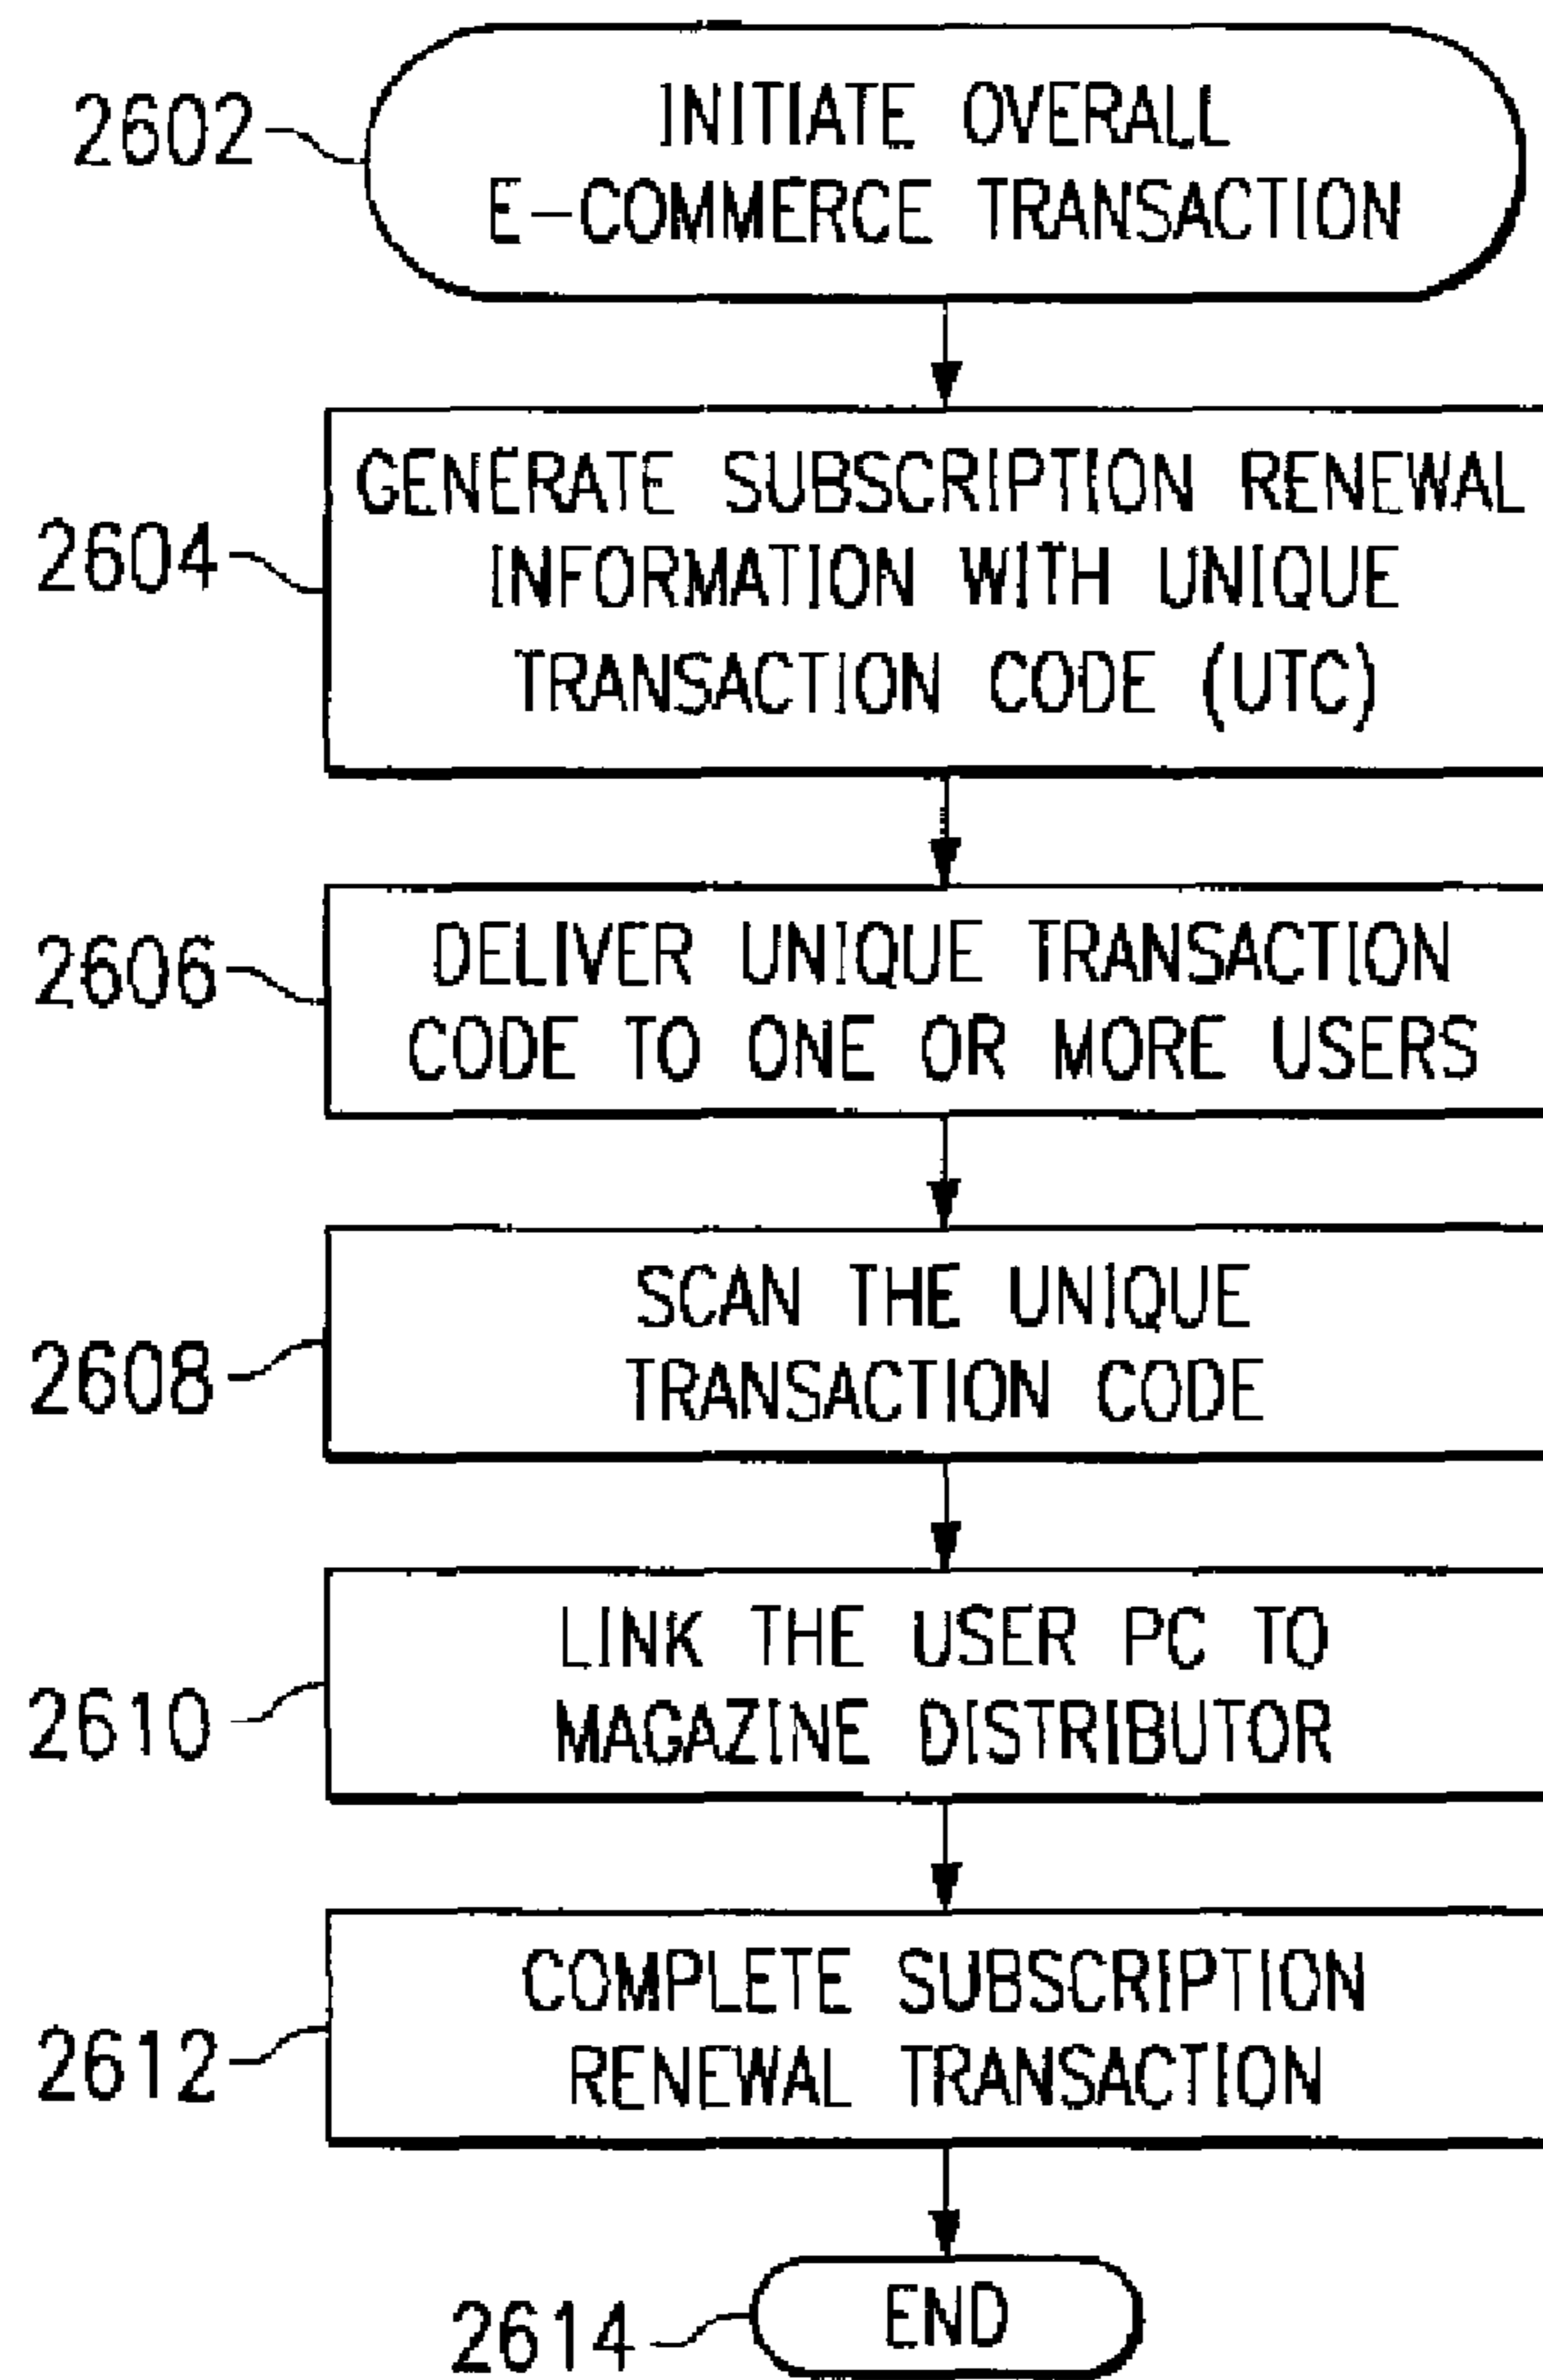 2602
INITIATE OVERALL
E-COMMERCE TRANSACTION
2604
GENERATE SUBSCRIPTION RENEWAL
INFORMATION WITH UNIQUE
TRANSACTION CODE (UTC)
2606
DELIVER UNIQUE TRANSACTION
CODE TO ONE OR MORE USERS
2608
SCAN THE UNIQUE
TRANSACTION CODE
2610
LINK THE USER PC TO
MAGAZINE DISTRIBUTOR
2612
COMPLETE SUBSCRIPTION
RENEWAL TRANSACTION
2614
END